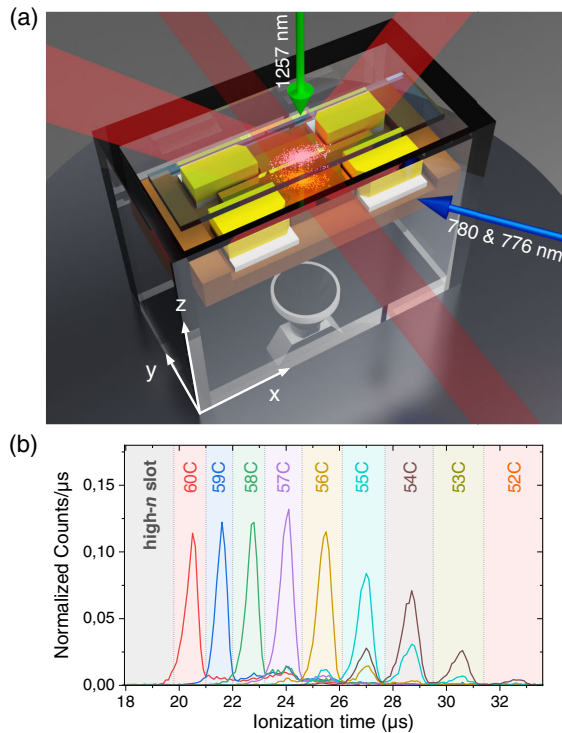 (a)
1257 nm
780 & 776 nm
z
y
x
(b)
high-n slot
60C
59C
58C
57C
56C
55C
54C
53C
52C
Normalized Counts/μs
0,15
0,10
0,05
0,00
18 20 22 24 26 28 30 32
Ionization time (μs)